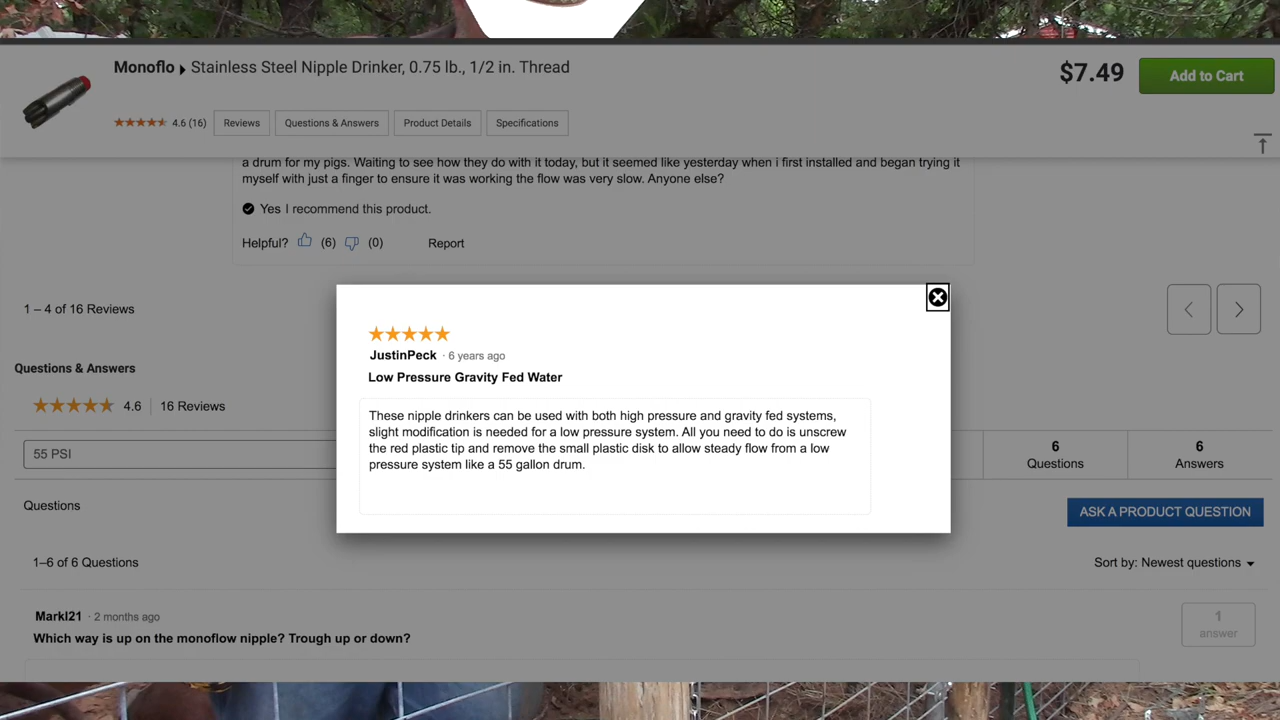 Monoflo ▸ Stainless Steel Nipple Drinker, 0.75 lb., 1/2 in. Thread
$7.49
Add to Cart
4.6 (16)
Reviews
Questions & Answers
Product Details
Specifications
a drum for my pigs. Waiting to see how they do with it today, but it seemed like yesterday when i first installed and began trying it
myself with just a finger to ensure it was working the flow was very slow. Anyone else?
Yes I recommend this product.
Helpful? (6) (0) Report
1 – 4 of 16 Reviews
Questions & Answers
4.6 16 Reviews
55 PSI
6
Questions
6
Answers
Questions
ASK A PRODUCT QUESTION
1–6 of 6 Questions
Sort by: Newest questions
Markl21 · 2 months ago
Which way is up on the monoflow nipple? Trough up or down?
1
answer
JustinPeck · 6 years ago
Low Pressure Gravity Fed Water
These nipple drinkers can be used with both high pressure and gravity fed systems,
slight modification is needed for a low pressure system. All you need to do is unscrew
the red plastic tip and remove the small plastic disk to allow steady flow from a low
pressure system like a 55 gallon drum.